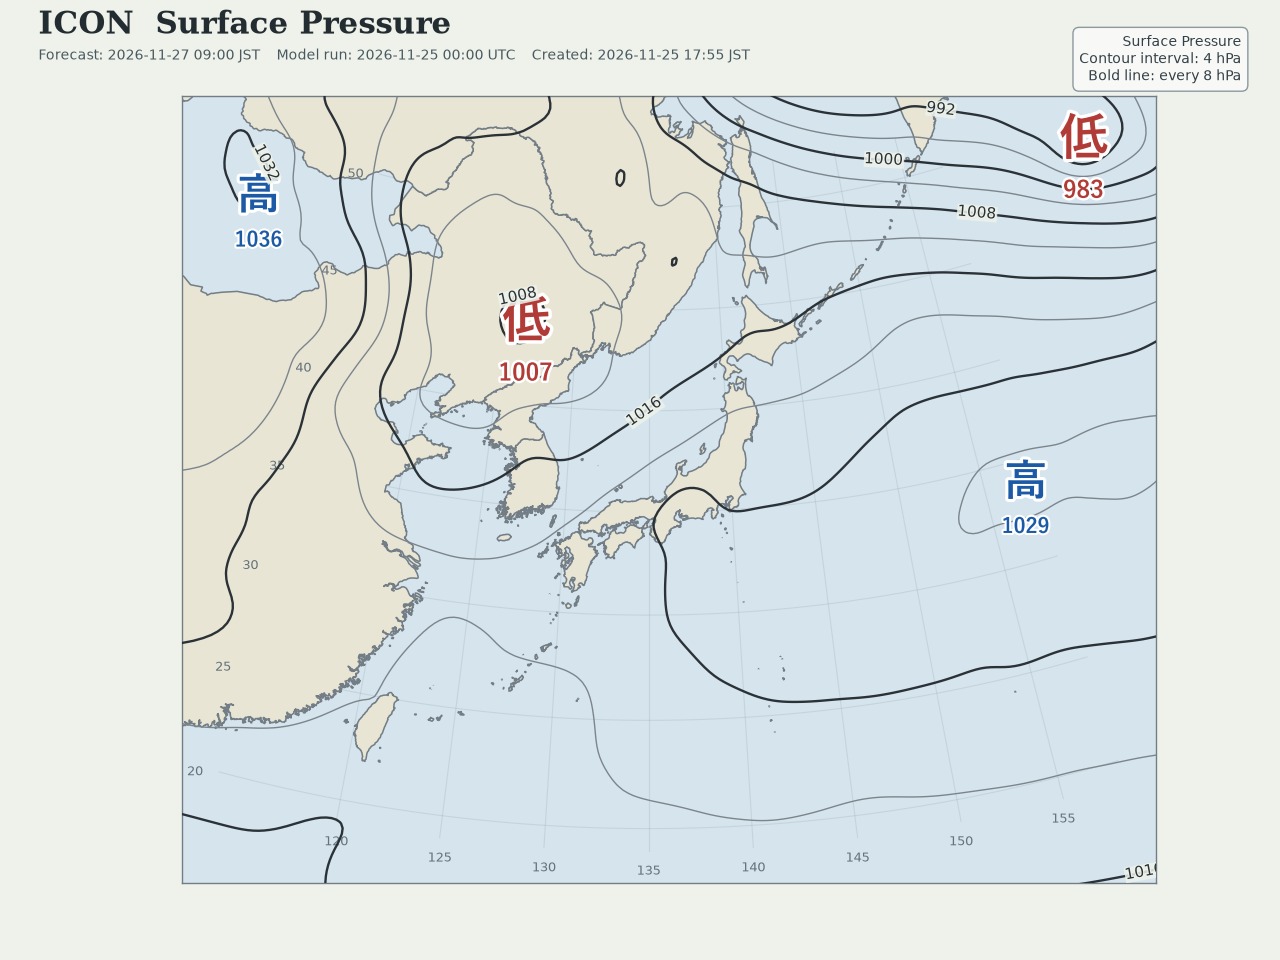 ICON  Surface Pressure
Forecast: 2026-11-27 09:00 JST    Model run: 2026-11-25 00:00 UTC    Created: 2026-11-25 17:55 JST
Surface Pressure
Contour interval: 4 hPa
Bold line: every 8 hPa
992
低
983
1032
1000
50
高
1036
1008
45
1008
低
1007
40
1016
35
高
1029
30
25
20
120
125
130
135
140
145
150
155